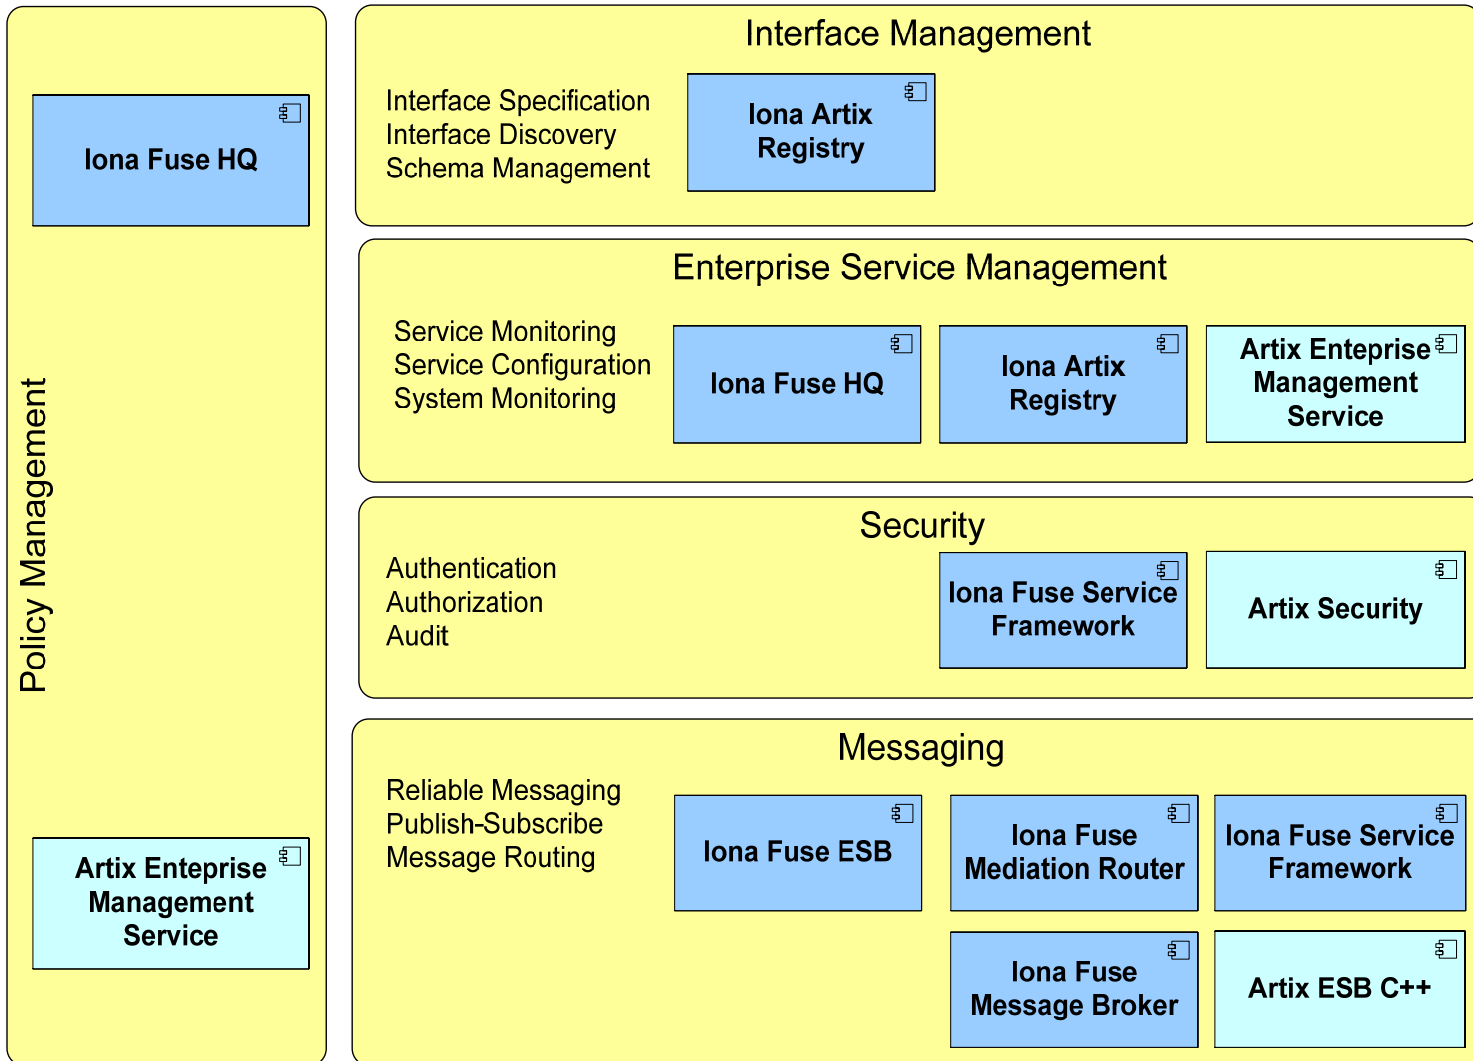 Policy Management
Iona Fuse HQ
Artix Enteprise
Management
Service
Interface Management
Interface Specification
Interface Discovery
Schema Management
Iona Artix
Registry
Enterprise Service Management
Service Monitoring
Service Configuration
System Monitoring
Iona Fuse HQ
Iona Artix
Registry
Artix Enteprise
Management
Service
Security
Authentication
Authorization
Audit
Iona Fuse Service
Framework
Artix Security
Messaging
Reliable Messaging
Publish-Subscribe
Message Routing
Iona Fuse ESB
Iona Fuse
Mediation Router
Iona Fuse Service
Framework
Iona Fuse
Message Broker
Artix ESB C++